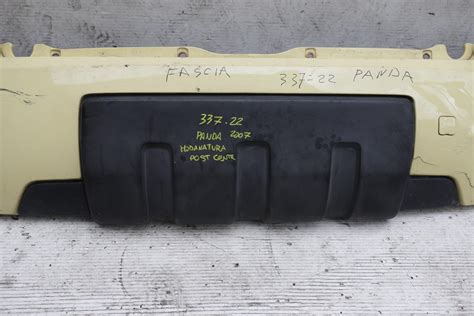 FASCIA
337-22 PANDA
337.22
PANDA 2007
MODANATURA
POST CENTR